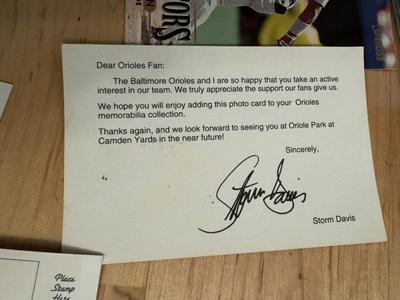 Dear Orioles Fan:
The Baltimore Orioles and I are so happy that you take an active
interest in our team. We truly appreciate the support our fans give us.
We hope you will enjoy adding this photo card to your Orioles
memorabilia collection.
Thanks again, and we look forward to seeing you at Oriole Park at
Camden Yards in the near future!
Sincerely,
Storm Davis
Storm Davis
Place
Stamp
Here